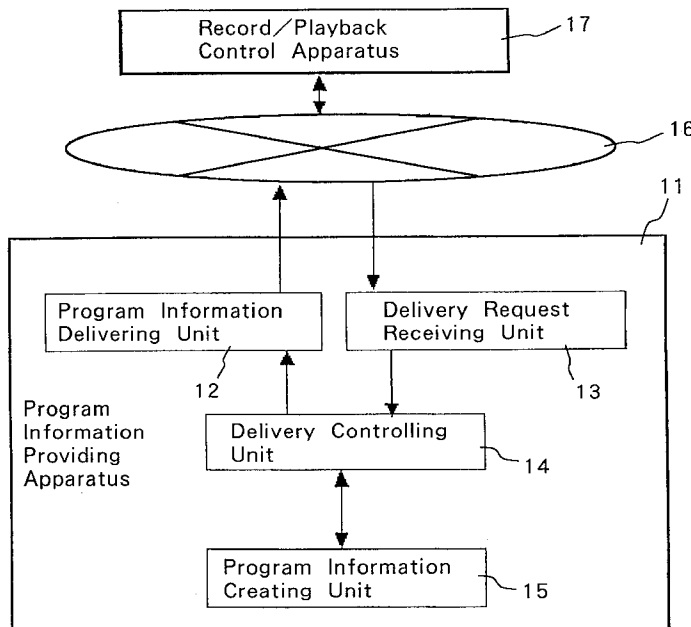 Record/Playback
Control Apparatus
17
16
11
Program Information
Delivering Unit
12
Delivery Request
Receiving Unit
13
Program
Information
Providing
Apparatus
Delivery Controlling
Unit
14
Program Information
Creating Unit
15